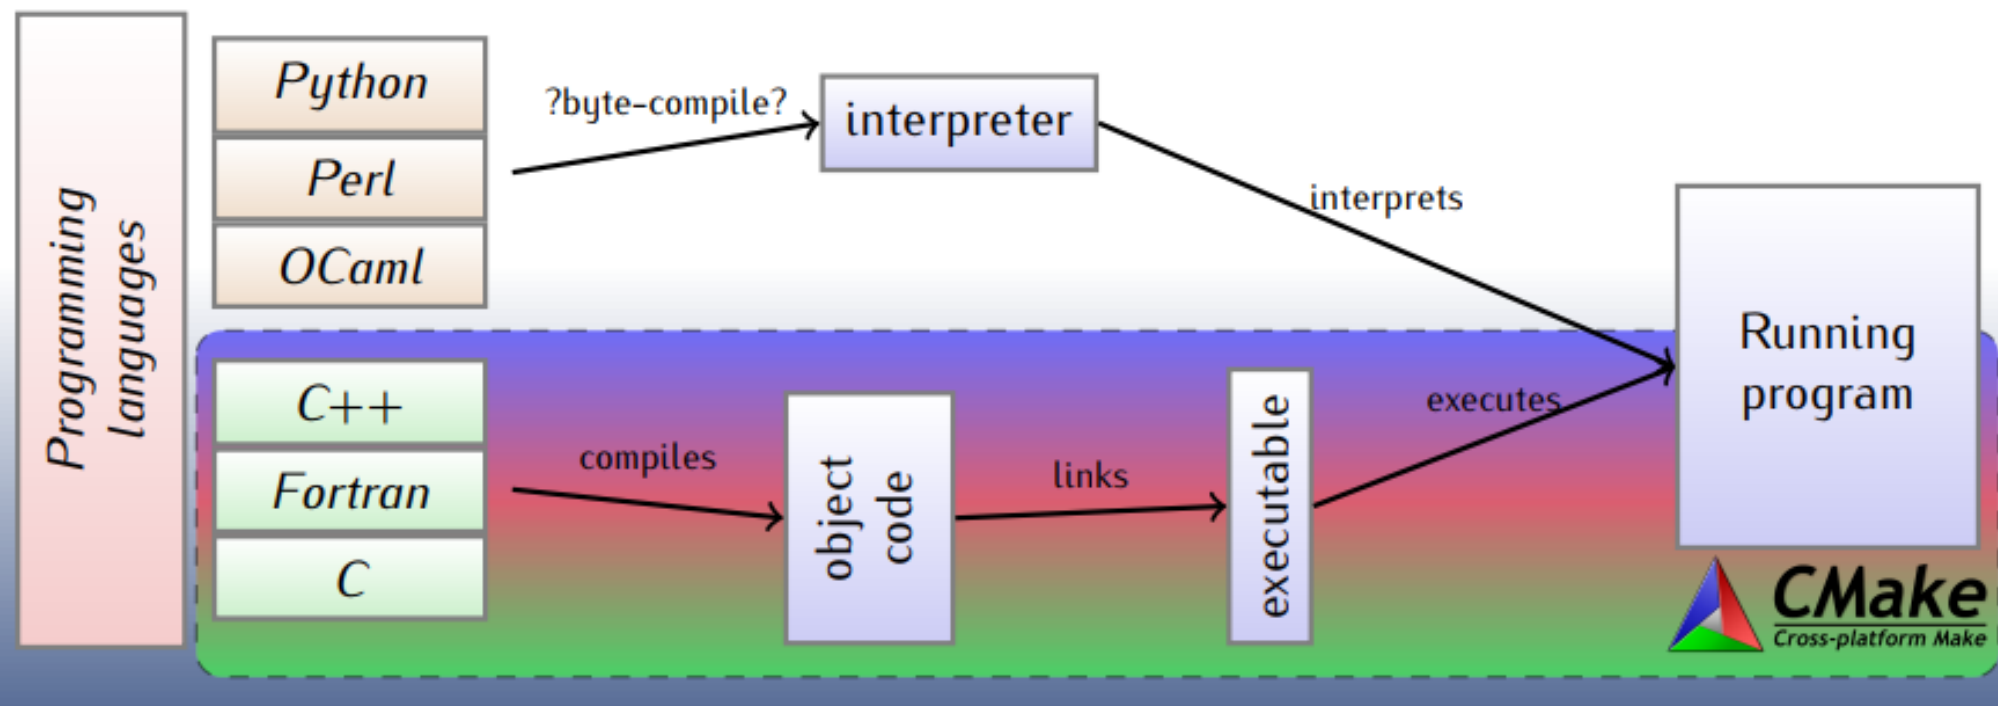 Programming
languages
Python
Perl
OCaml
?byte-compile?
interpreter
interprets
C++
Fortran
C
compiles
object
code
links
executable
executes
Running
program
CMake
Cross-platform Make